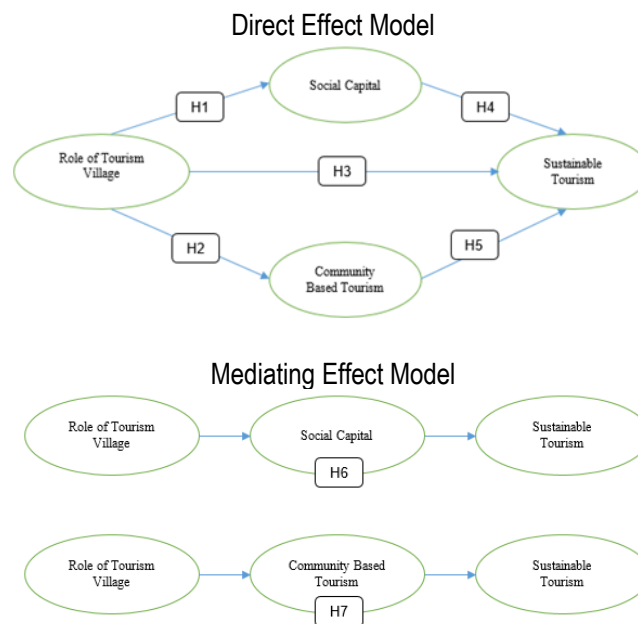 Direct Effect Model
Social Capital
H1
H4
Role of Tourism
Village
H3
Sustainable
Tourism
H2
H5
Community
Based Tourism
Mediating Effect Model
Role of Tourism
Village
Social Capital
Sustainable
Tourism
H6
Role of Tourism
Village
Community Based
Tourism
Sustainable
Tourism
H7